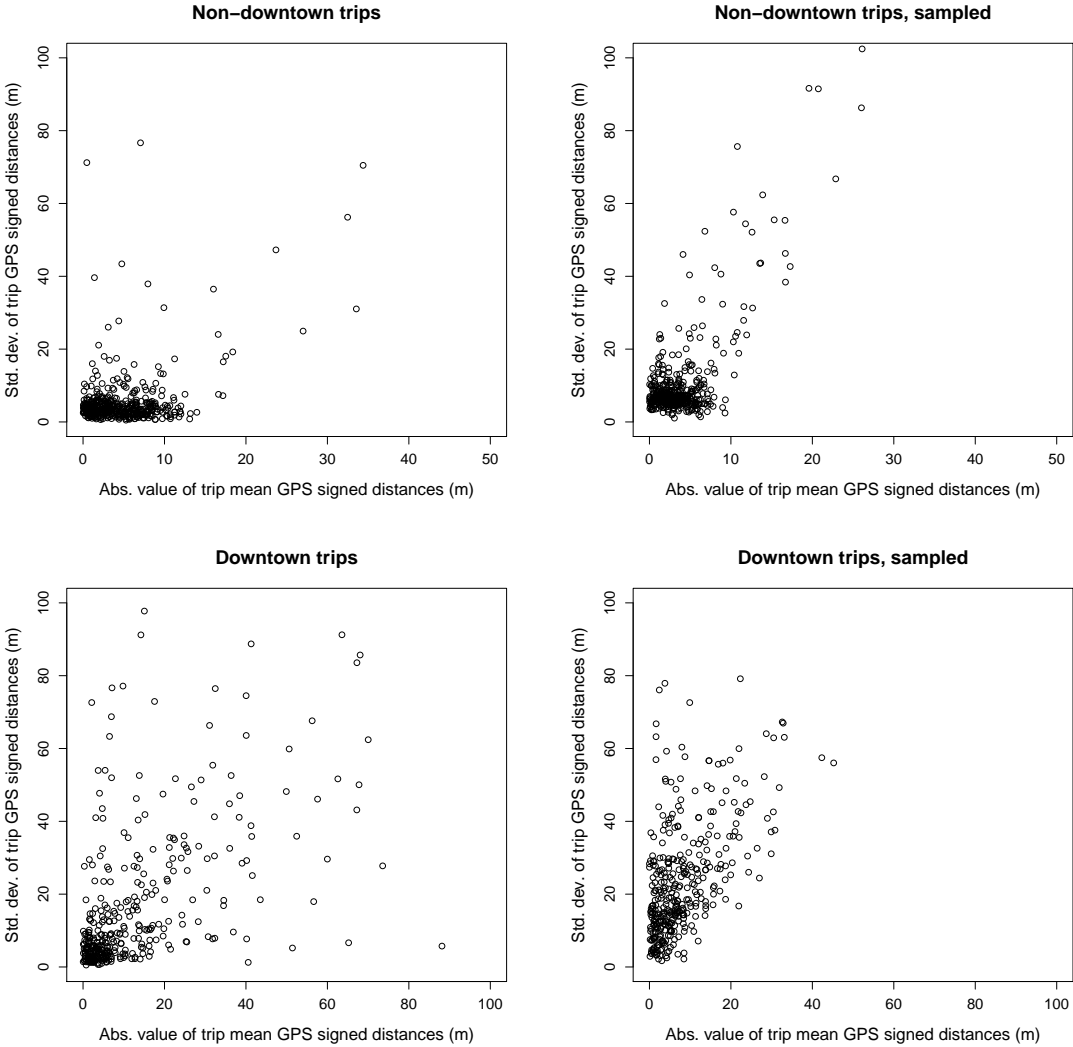 Non−downtown trips
Std. dev. of trip GPS signed distances (m)
0 20 40 60 80 100
0 10 20 30 40 50
Abs. value of trip mean GPS signed distances (m)
Non−downtown trips, sampled
Std. dev. of trip GPS signed distances (m)
0 20 40 60 80 100
0 10 20 30 40 50
Abs. value of trip mean GPS signed distances (m)
Downtown trips
Std. dev. of trip GPS signed distances (m)
0 20 40 60 80 100
0 20 40 60 80 100
Abs. value of trip mean GPS signed distances (m)
Downtown trips, sampled
Std. dev. of trip GPS signed distances (m)
0 20 40 60 80 100
0 20 40 60 80 100
Abs. value of trip mean GPS signed distances (m)